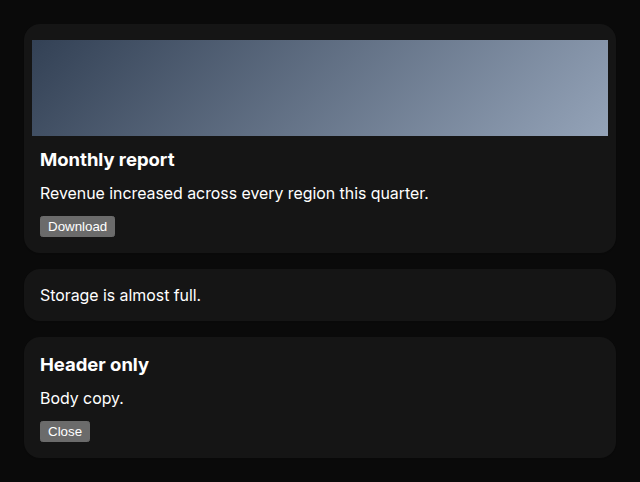 Monthly report
Revenue increased across every region this quarter.
Download
Storage is almost full.
Header only
Body copy.
Close